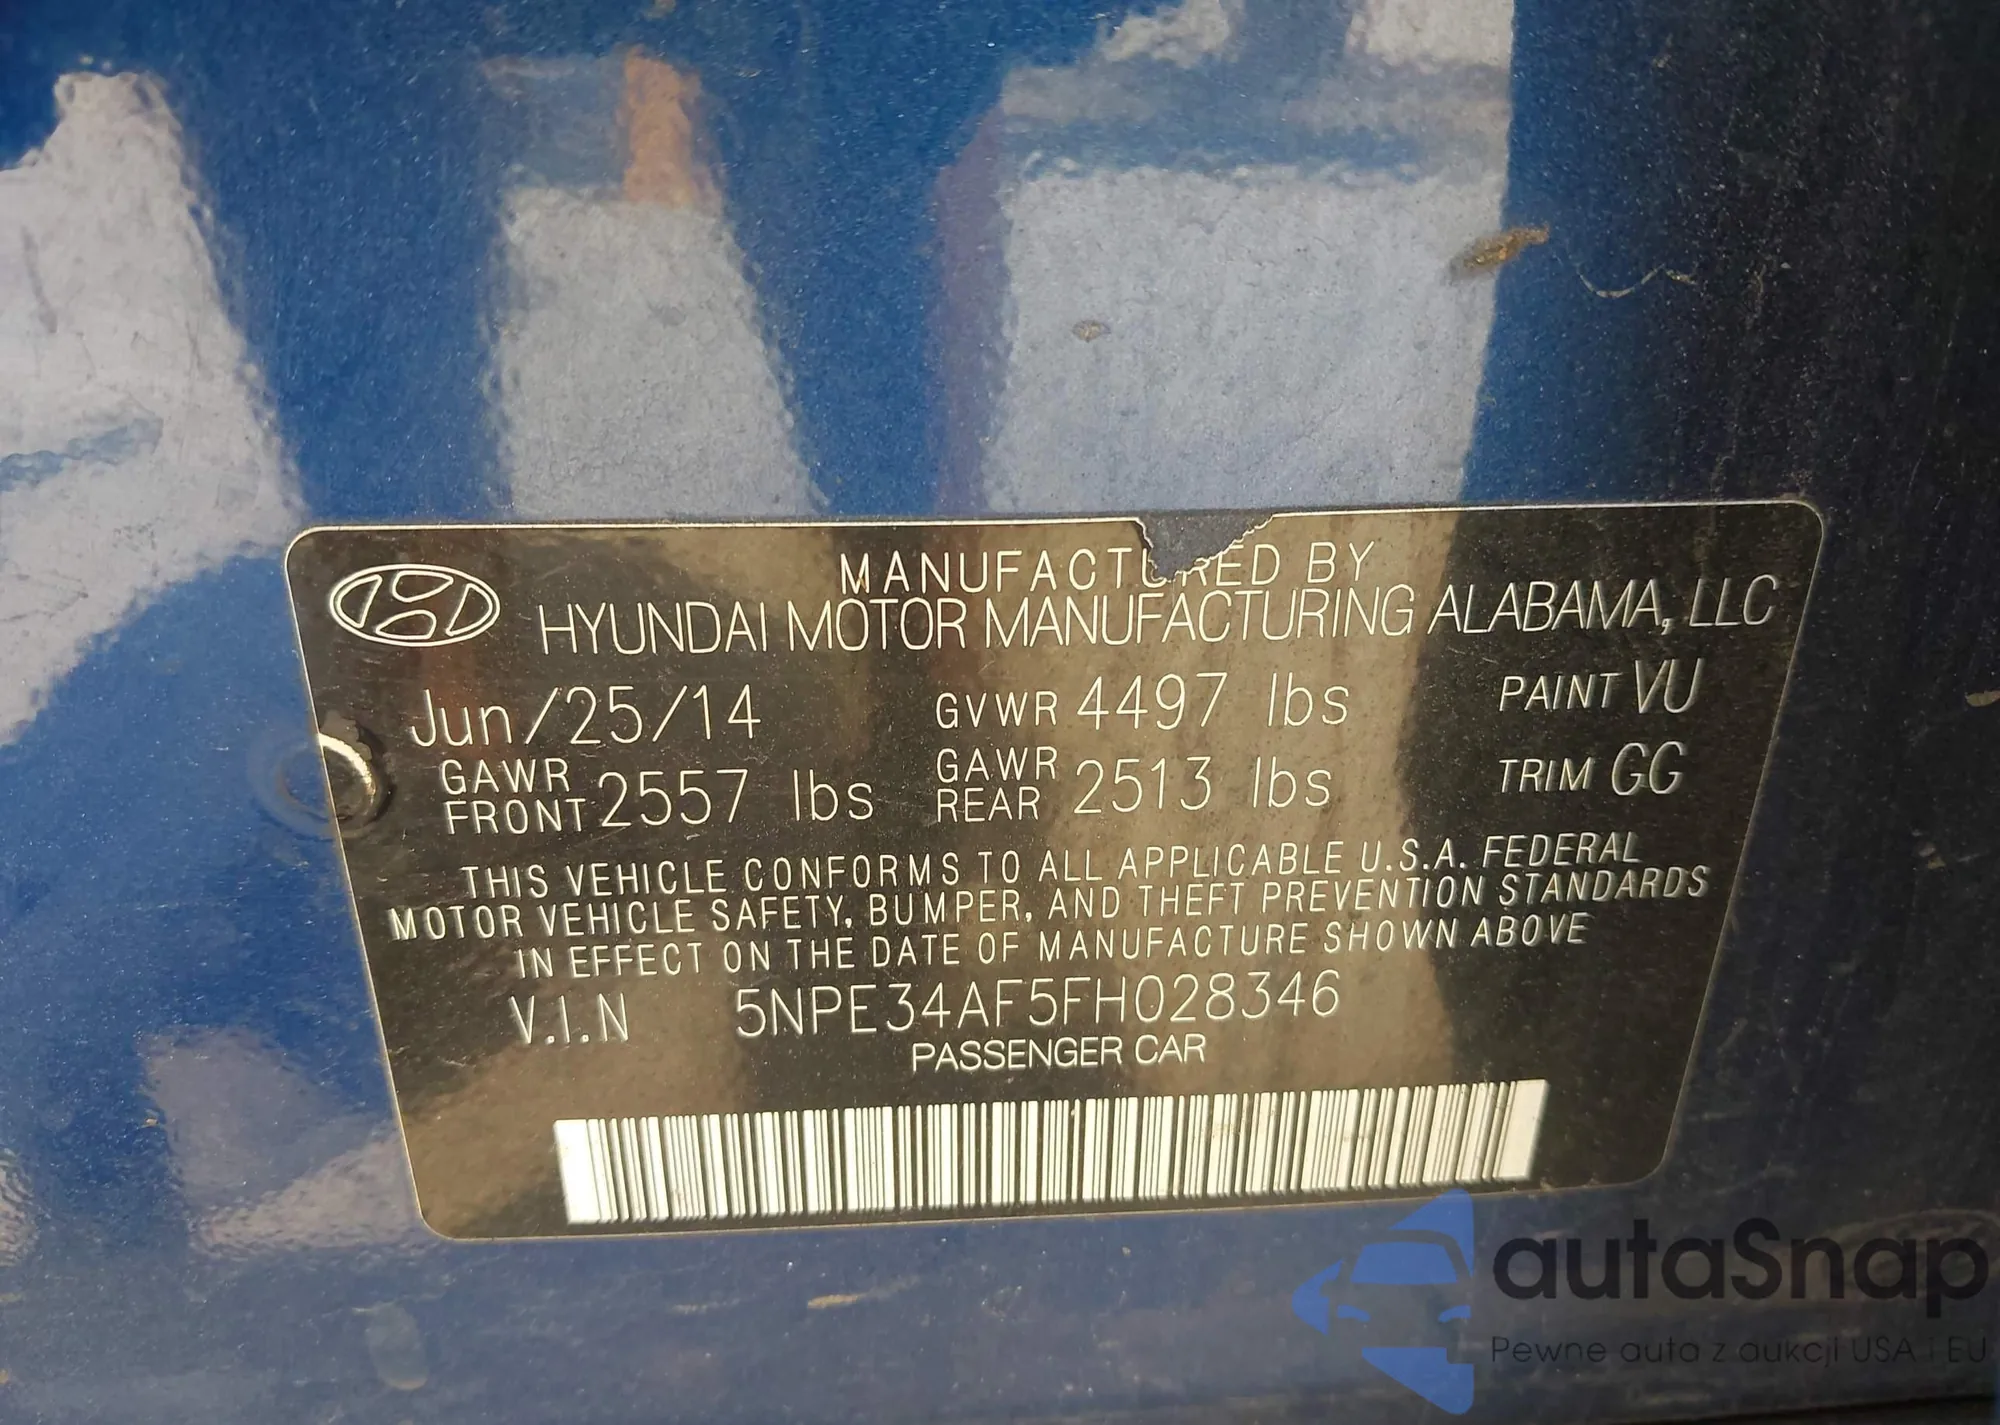 MANUFACTURED BY
HYUNDAI MOTOR MANUFACTURING ALABAMA, LLC
Jun/25/14 GVWR 4497 lbs PAINT VU
GAWR FRONT 2557 lbs GAWR REAR 2513 lbs TRIM GG
THIS VEHICLE CONFORMS TO ALL APPLICABLE U.S.A. FEDERAL
MOTOR VEHICLE SAFETY, BUMPER, AND THEFT PREVENTION STANDARDS
IN EFFECT ON THE DATE OF MANUFACTURE SHOWN ABOVE
V.I.N 5NPE34AF5FH028346
PASSENGER CAR
autaSnap
Pewne auta z aukcji USA i EU